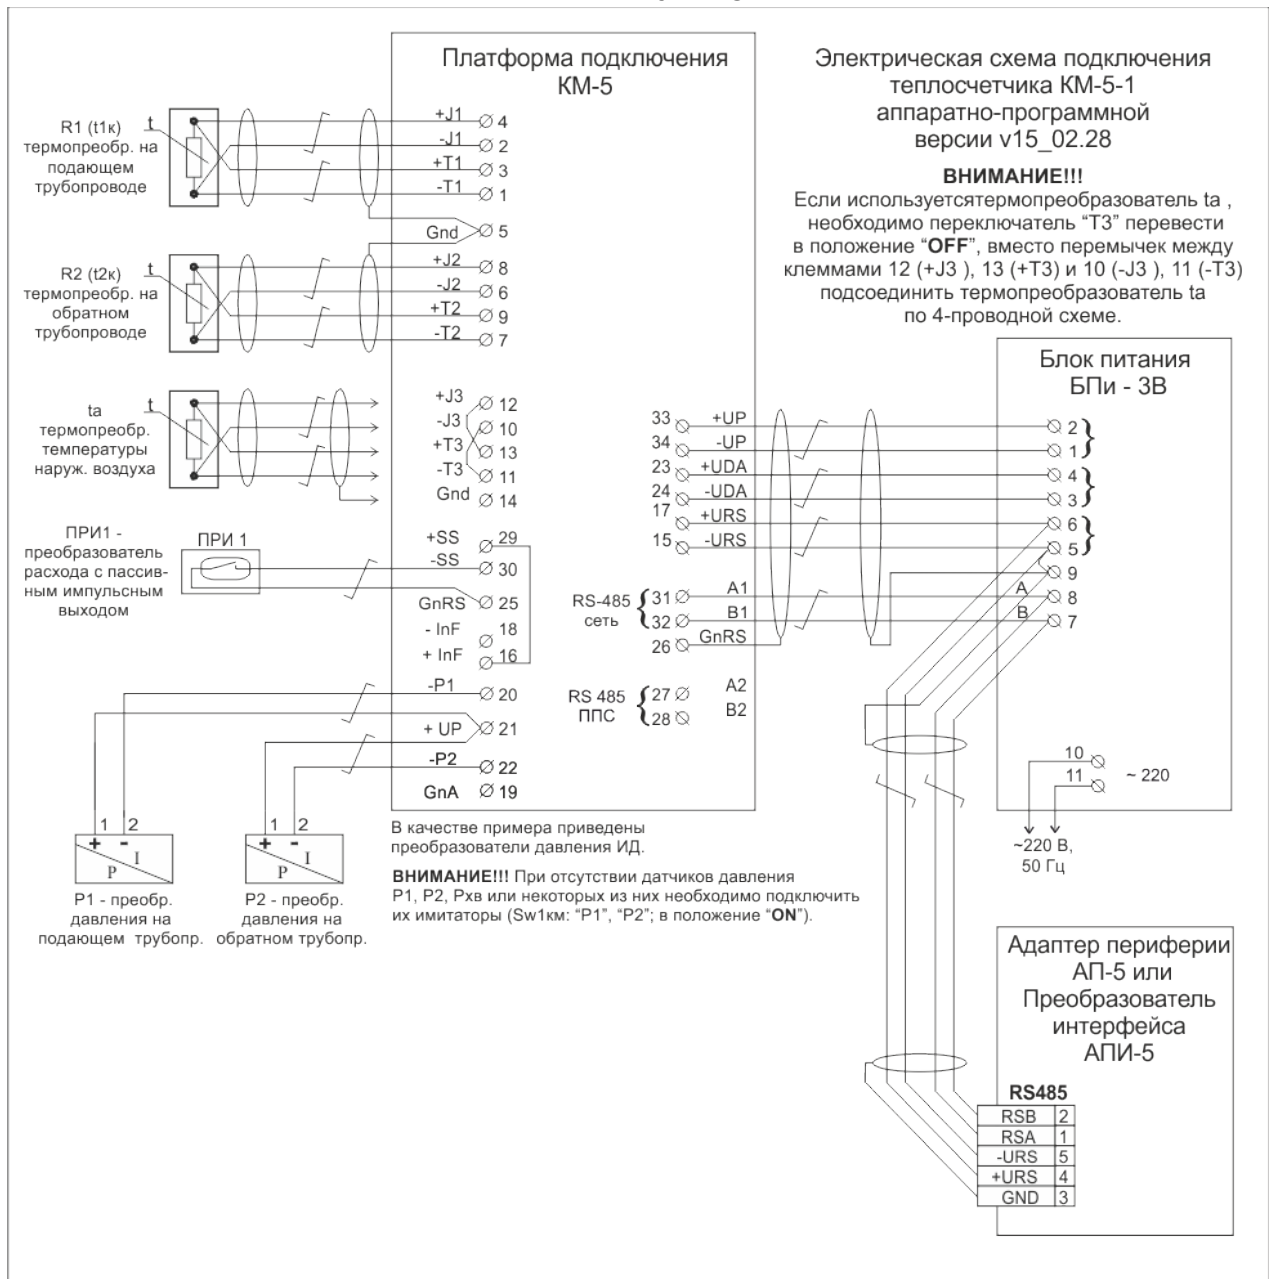 Платформа подключения
КМ-5
Электрическая схема подключения
теплосчетчика КМ-5-1
аппаратно-программной
версии v15_02.28
ВНИМАНИЕ!!!
Если используетсятермопреобразователь ta ,
необходимо переключатель “Т3” перевести
в положение “OFF”, вместо перемычек между
клеммами 12 (+J3 ), 13 (+T3) и 10 (-J3 ), 11 (-T3)
подсоединить термопреобразователь ta
по 4-проводной схеме.
R1 (t1к)
термопреобр. на
подающем
трубопроводе
t
+J1 4
-J1 2
+T1 3
-T1 1
Gnd 5
R2 (t2к)
термопреобр. на
обратном
трубопроводе
t
+J2 8
-J2 6
+T2 9
-T2 7
ta
термопреобр.
температуры
наруж. воздуха
t
+J3 12
-J3 10
+T3 13
-T3 11
Gnd 14
ПРИ1 -
преобразователь
расхода с пассив-
ным импульсным
выходом
ПРИ 1
+SS 29
-SS 30
GnRS 25
- InF 18
+ InF 16
-P1 20
+ UP 21
-P2 22
GnA 19
33 +UP
34 -UP
23 +UDA
24 -UDA
17 +URS
15 -URS
RS-485
сеть
31 A1
32 B1
26 GnRS
RS 485
ППС
27 A2
28 B2
Блок питания
БПи - 3В
2
1
4
3
6
5
9
A 8
B 7
10
11
~ 220
~220 В,
50 Гц
1 2
+ -
I
P
P1 - преобр.
давления на
подающем трубопр.
1 2
+ -
I
P
P2 - преобр.
давления на
обратном трубопр.
В качестве примера приведены
преобразователи давления ИД.
ВНИМАНИЕ!!! При отсутствии датчиков давления
Р1, Р2, Рхв или некоторых из них необходимо подключить
их имитаторы (Sw1км: “P1”, “P2”; в положение “ON”).
Адаптер периферии
АП-5 или
Преобразователь
интерфейса
АПИ-5
RS485
RSB 2
RSA 1
-URS 5
+URS 4
GND 3